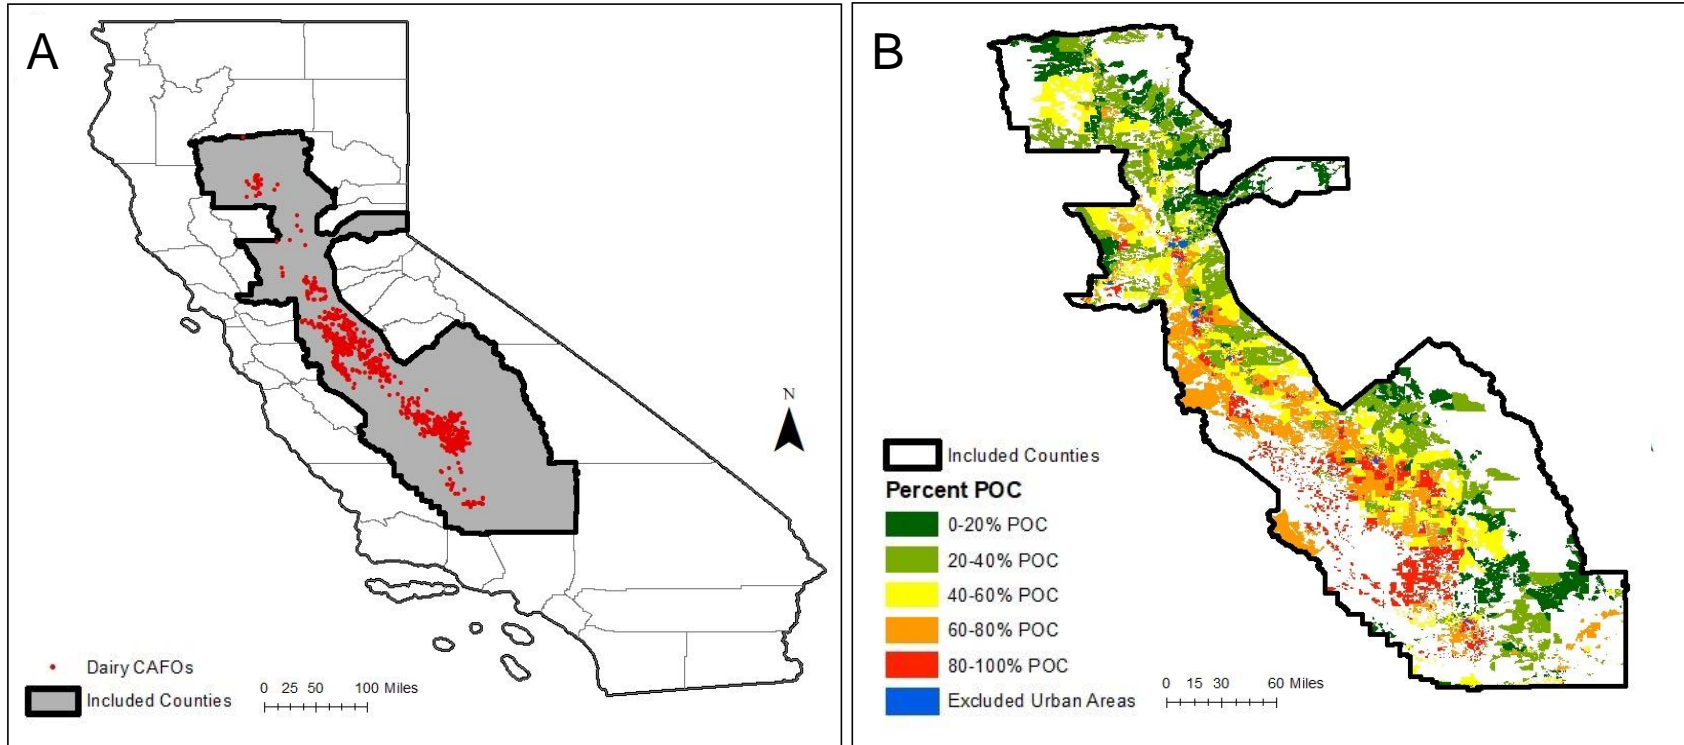 A
N
Dairy CAFOs
Included Counties
0 25 50 100 Miles
B
Included Counties
Percent POC
0-20% POC
20-40% POC
40-60% POC
60-80% POC
80-100% POC
Excluded Urban Areas
0 15 30 60 Miles